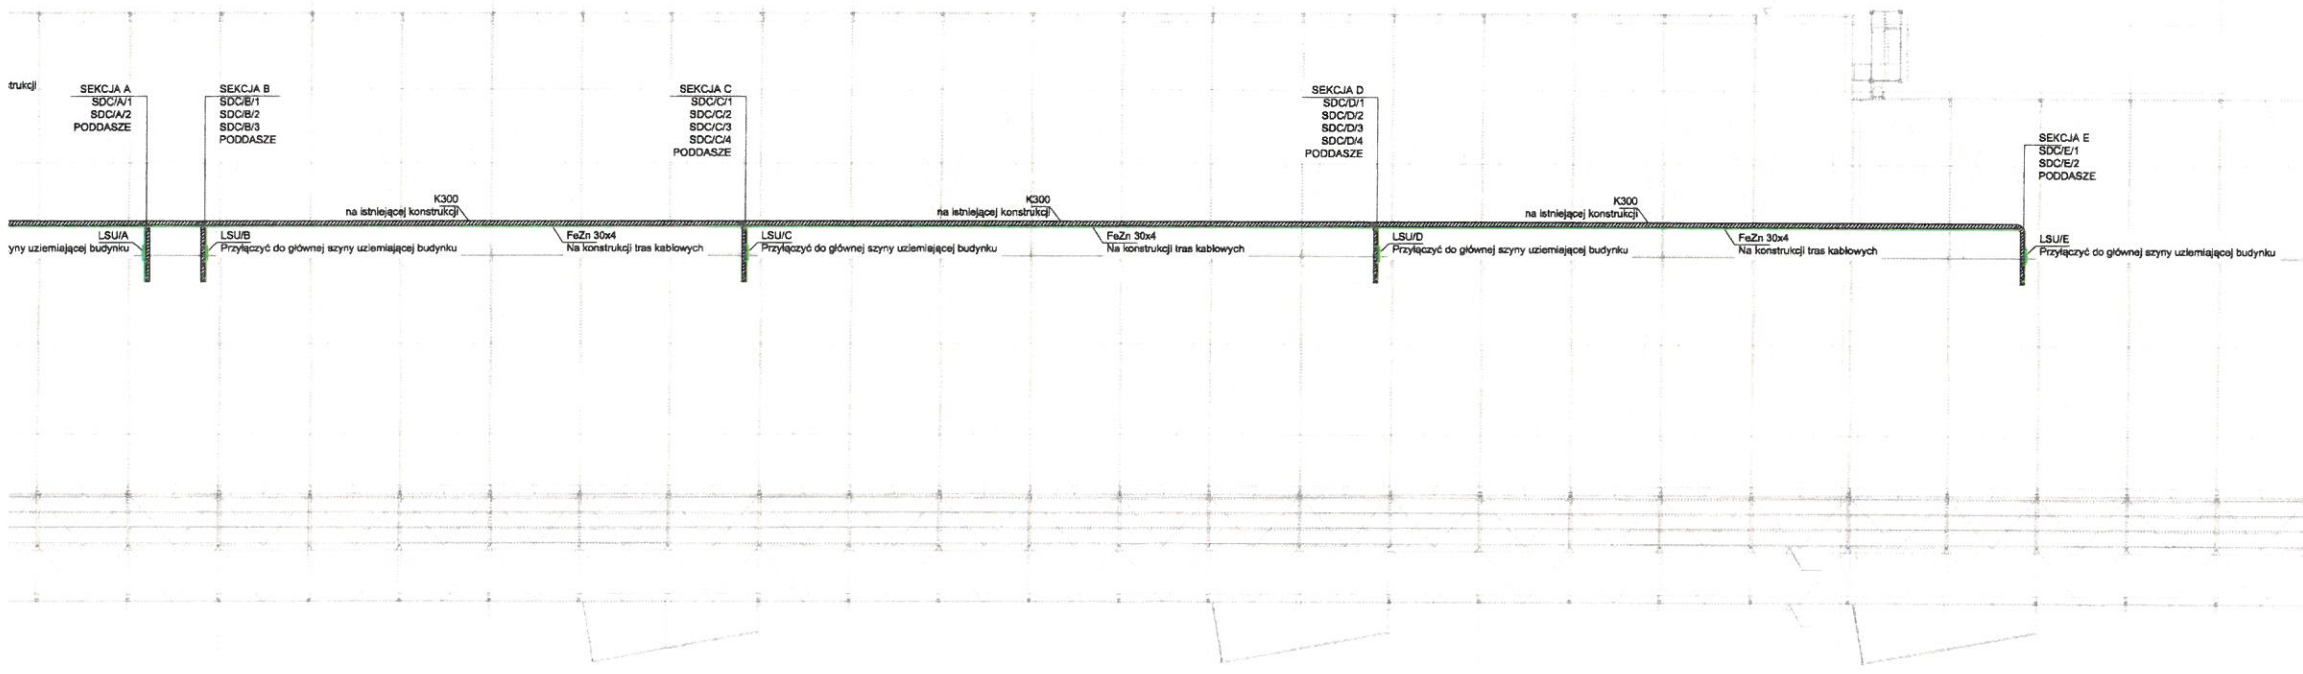 trukcji
SEKCJA A
SDC/A/1
SDC/A/2
PODDASZE
SEKCJA B
SDC/B/1
SDC/B/2
SDC/B/3
PODDASZE
SEKCJA C
SDC/C/1
SDC/C/2
SDC/C/3
SDC/C/4
PODDASZE
SEKCJA D
SDC/D/1
SDC/D/2
SDC/D/3
SDC/D/4
PODDASZE
SEKCJA E
SDC/E/1
SDC/E/2
PODDASZE
K300
na istniejącej konstrukcji
K300
na istniejącej konstrukcji
K300
na istniejącej konstrukcji
LSU/A
yny uziemiającej budynku
LSU/B
Przyłączyć do głównej szyny uziemiającej budynku
FeZn 30x4
Na konstrukcji tras kablowych
LSU/C
Przyłączyć do głównej szyny uziemiającej budynku
FeZn 30x4
Na konstrukcji tras kablowych
LSU/D
Przyłączyć do głównej szyny uziemiającej budynku
FeZn 30x4
Na konstrukcji tras kablowych
LSU/E
Przyłączyć do głównej szyny uziemiającej budynku